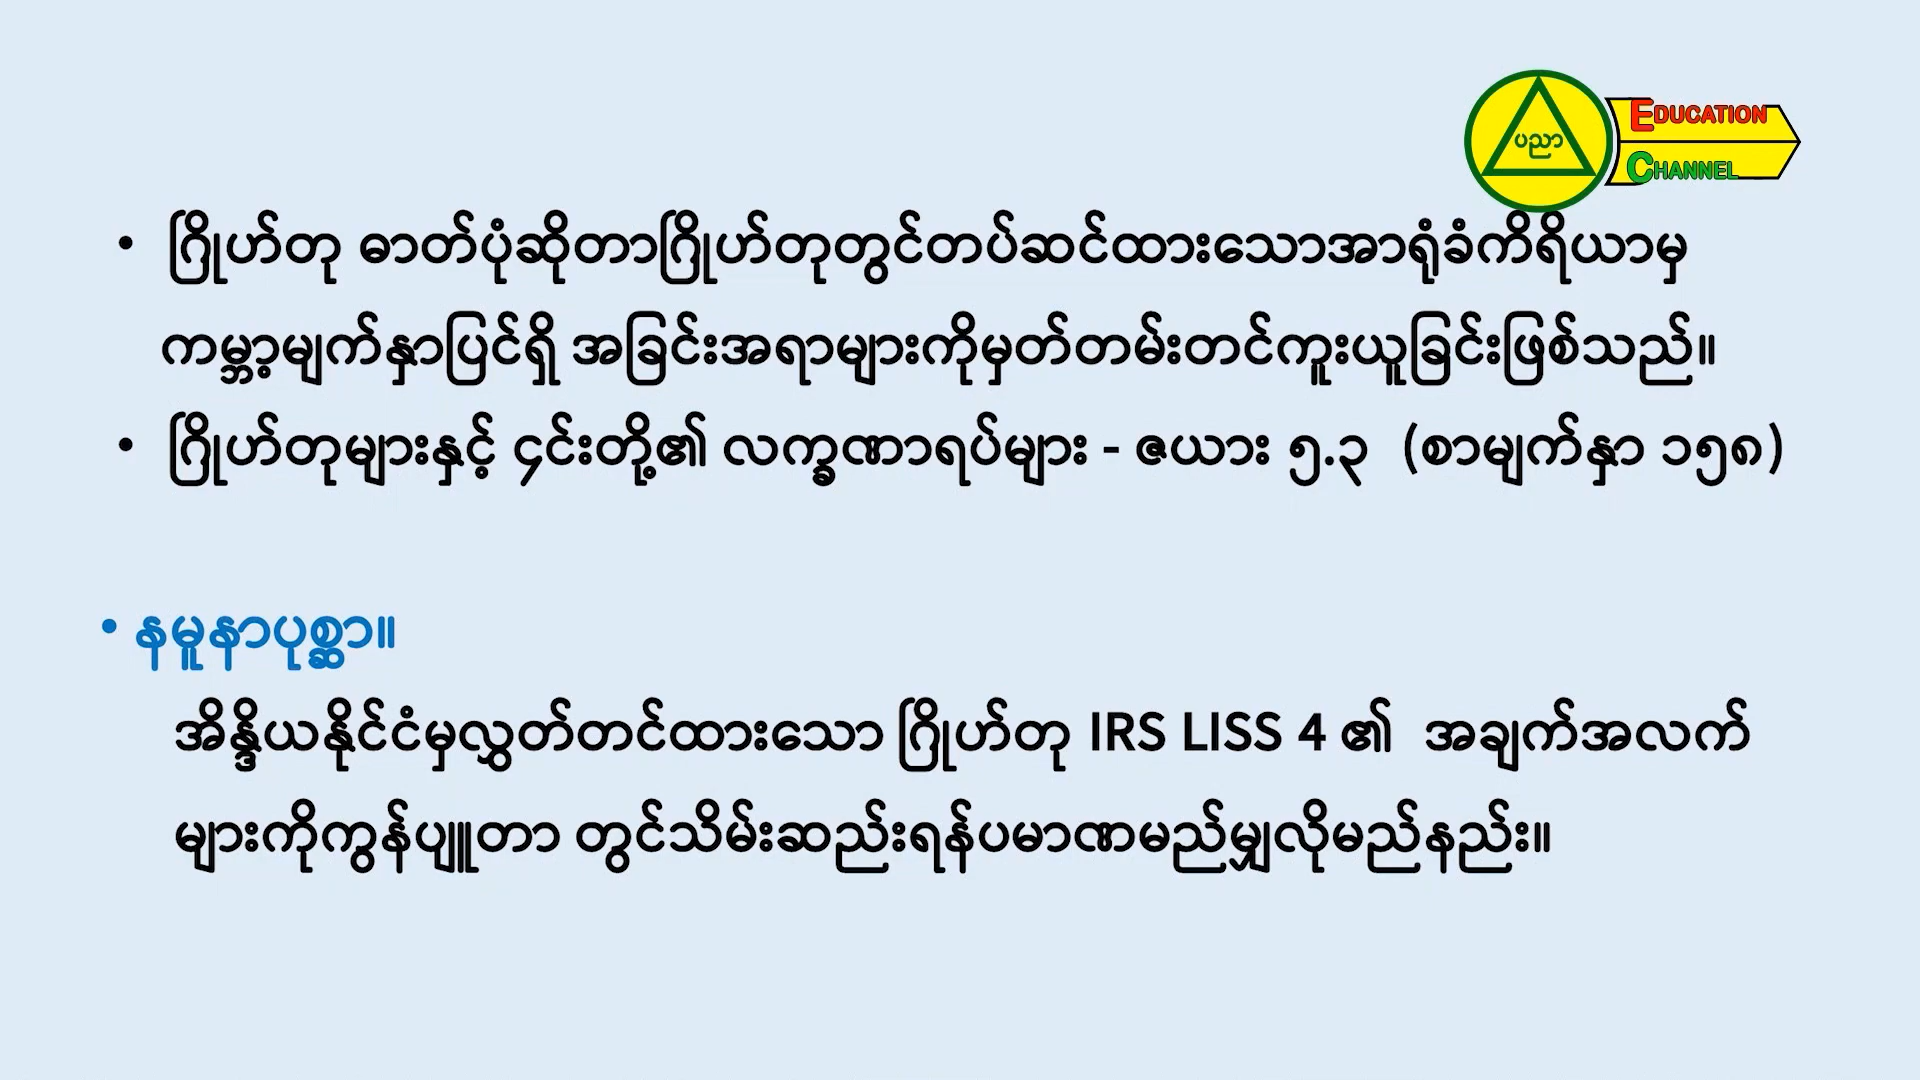 ပညာ
EDUCATION
CHANNEL
• ဂြိုဟ်တု ဓာတ်ပုံဆိုတာဂြိုဟ်တုတွင်တပ်ဆင်ထားသောအာရုံခံကိရိယာမှ
ကမ္ဘာ့မျက်နှာပြင်ရှိ အခြင်းအရာများကိုမှတ်တမ်းတင်ကူးယူခြင်းဖြစ်သည်။
• ဂြိုဟ်တုများနှင့် ၄င်းတို့၏ လက္ခဏာရပ်များ - ဇယား ၅.၃ (စာမျက်နှာ ၁၅၈)
• နမူနာပုစ္ဆာ။
အိန္ဒိယနိုင်ငံမှလွှတ်တင်ထားသော ဂြိုဟ်တု IRS LISS 4 ၏ အချက်အလက်
များကိုကွန်ပျူတာ တွင်သိမ်းဆည်းရန်ပမာဏမည်မျှလိုမည်နည်း။